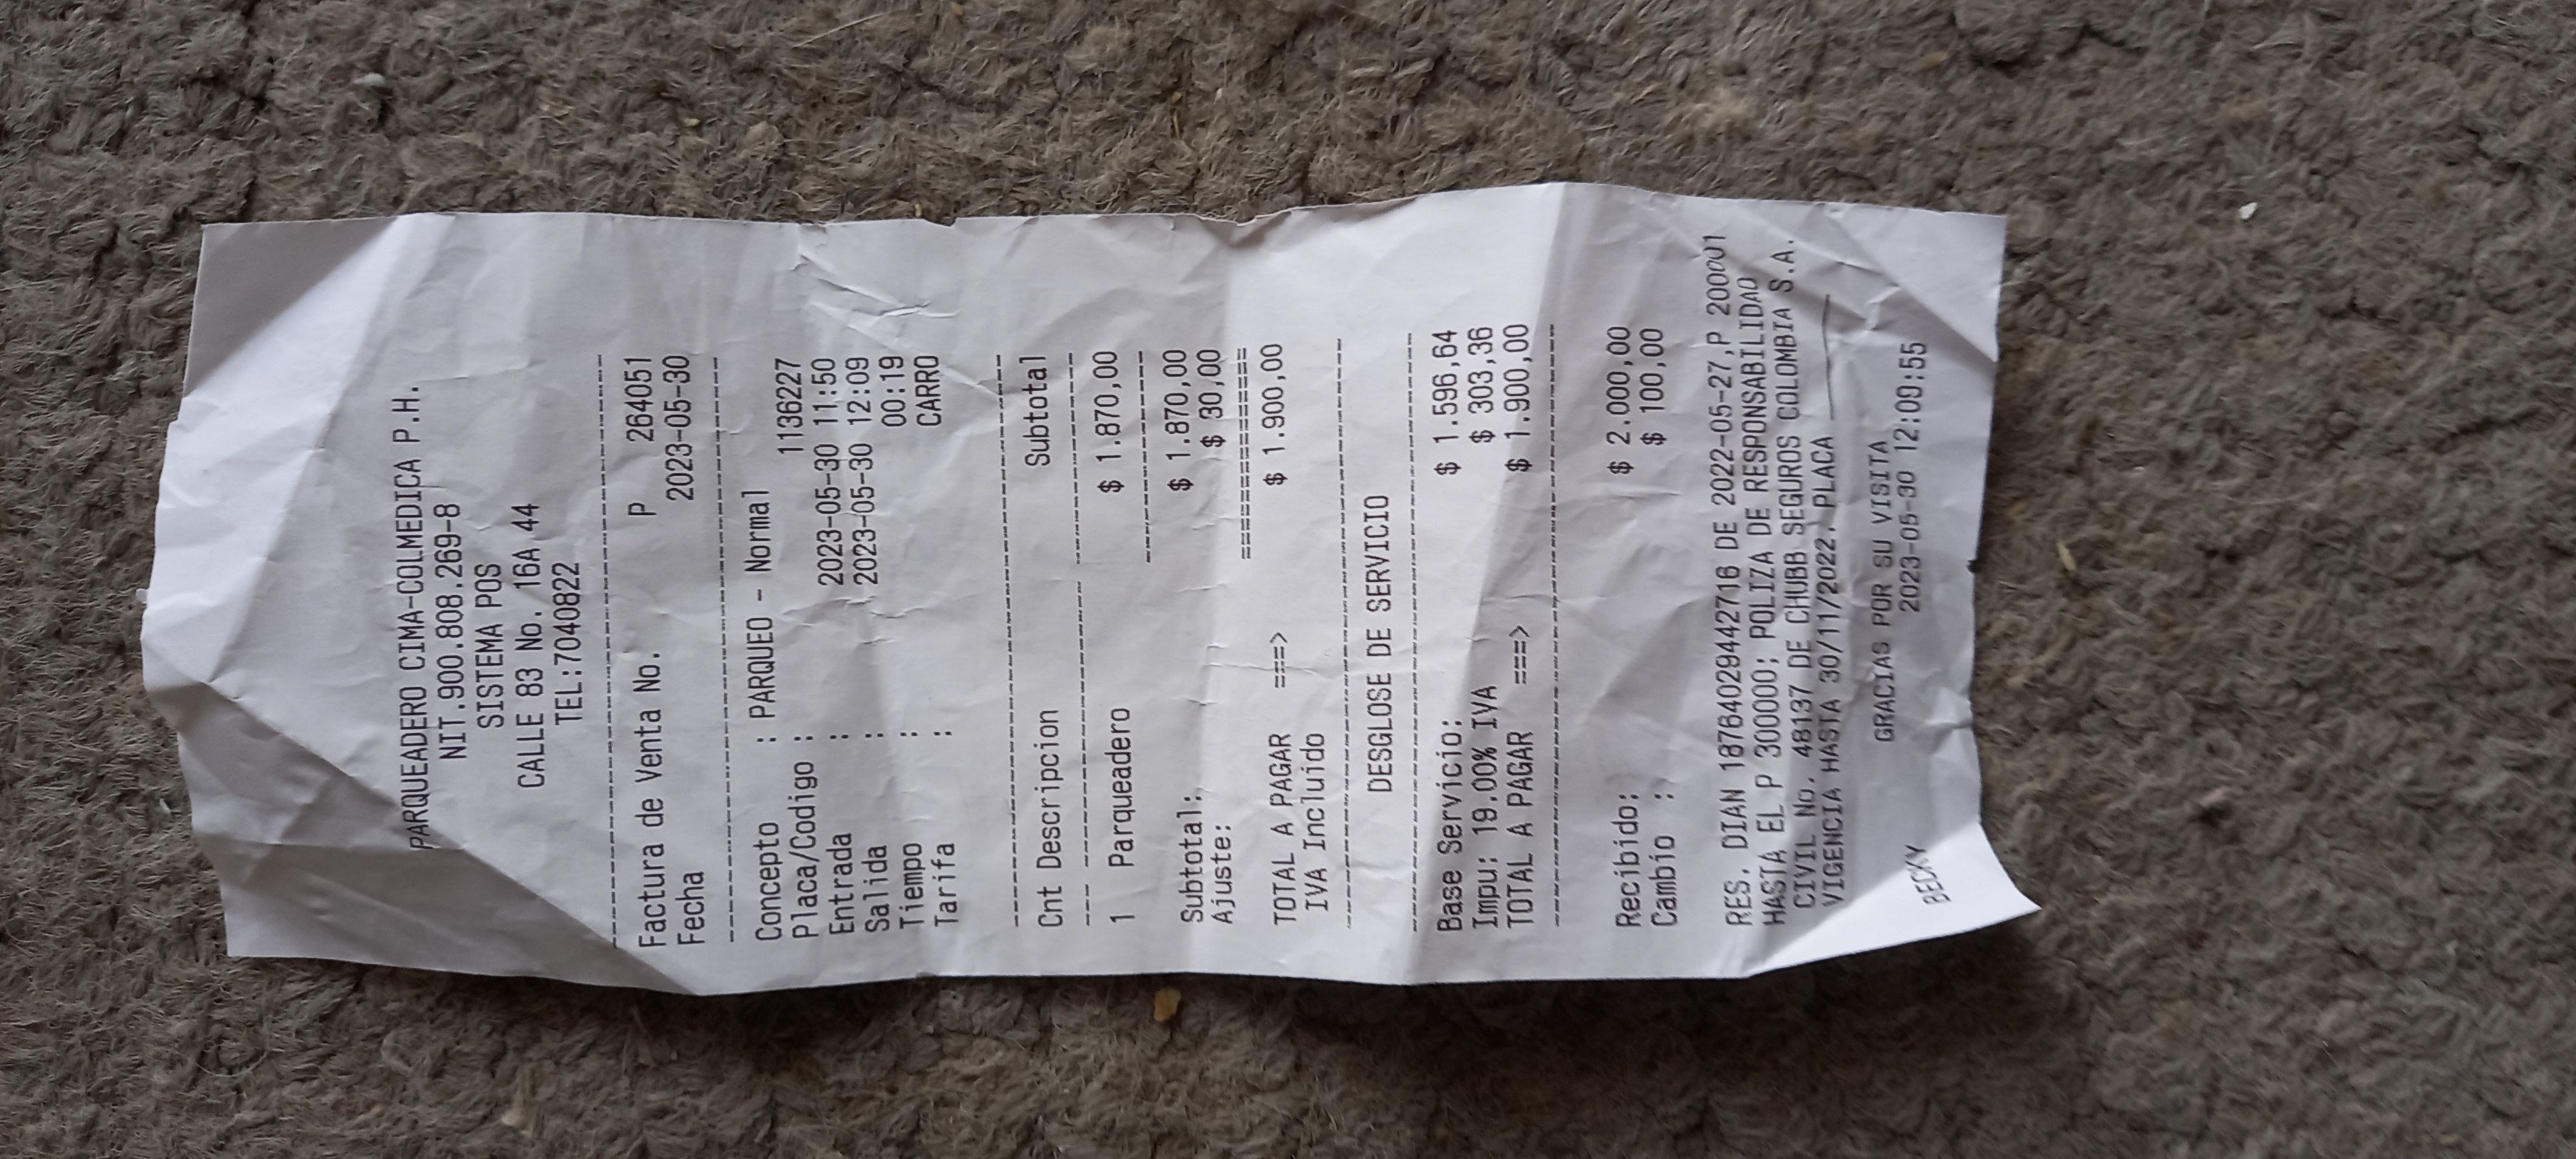 PARQUEADERO CIMA-COLMEDICA P.H.
NIT.900.808.269-8
SISTEMA POS
CALLE 83 No. 16A 44
TEL:7040822
Factura de Venta No. P 264051
Fecha 2023-05-30
Concepto : PARQUEO - Normal
Placa/Codigo : 1136227
Entrada : 2023-05-30 11:50
Salida : 2023-05-30 12:09
Tiempo : 00:19
Tarifa : CARRO
Cnt Descripcion Subtotal
1 Parqueadero $ 1.870,00
Subtotal: $ 1.870,00
Ajuste: $ 30,00
TOTAL A PAGAR ===> $ 1.900,00
IVA Incluido
DESGLOSE DE SERVICIO
Base Servicio: $ 1.596,64
Impu: 19.00% IVA $ 303,36
TOTAL A PAGAR ===> $ 1.900,00
Recibido: $ 2.000,00
Cambio : $ 100,00
RES. DIAN 18764029442716 DE 2022-05-27,P 200001
HASTA EL P 300000; POLIZA DE RESPONSABILIDAD
CIVIL No. 48137 DE CHUBB SEGUROS COLOMBIA S.A.
VIGENCIA HASTA 30/11/2022. PLACA ______
GRACIAS POR SU VISITA
BECKY 2023-05-30 12:09:55